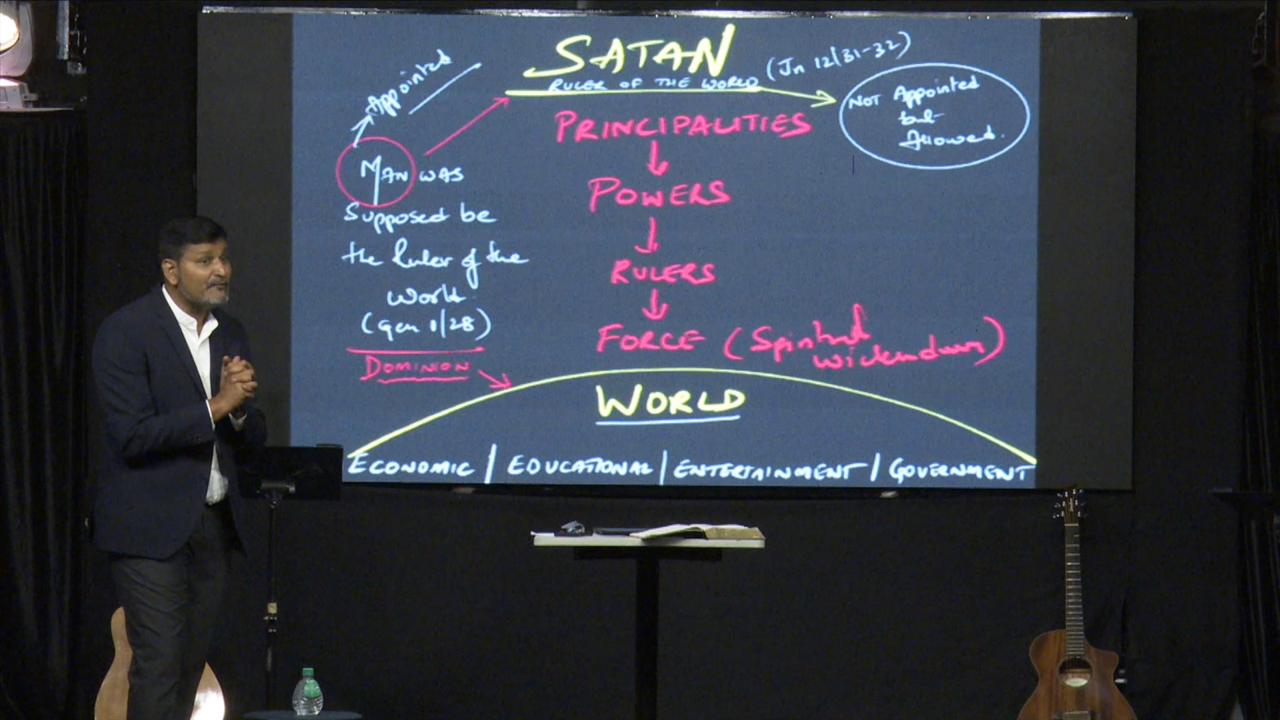 SATAN
RULER OF THE WORLD
(Jn 12/31-32)
NOT Appointed
but
Allowed.
Appointed
MAN was
Supposed be
the Ruler of the
World
(Gen 1/28)
DOMINION
PRINCIPALITIES
POWERS
RULERS
FORCE (Spiritual
WORLD
ECONOMIC / EDUCATIONAL / ENTERTAINMENT / GOVERNMENT